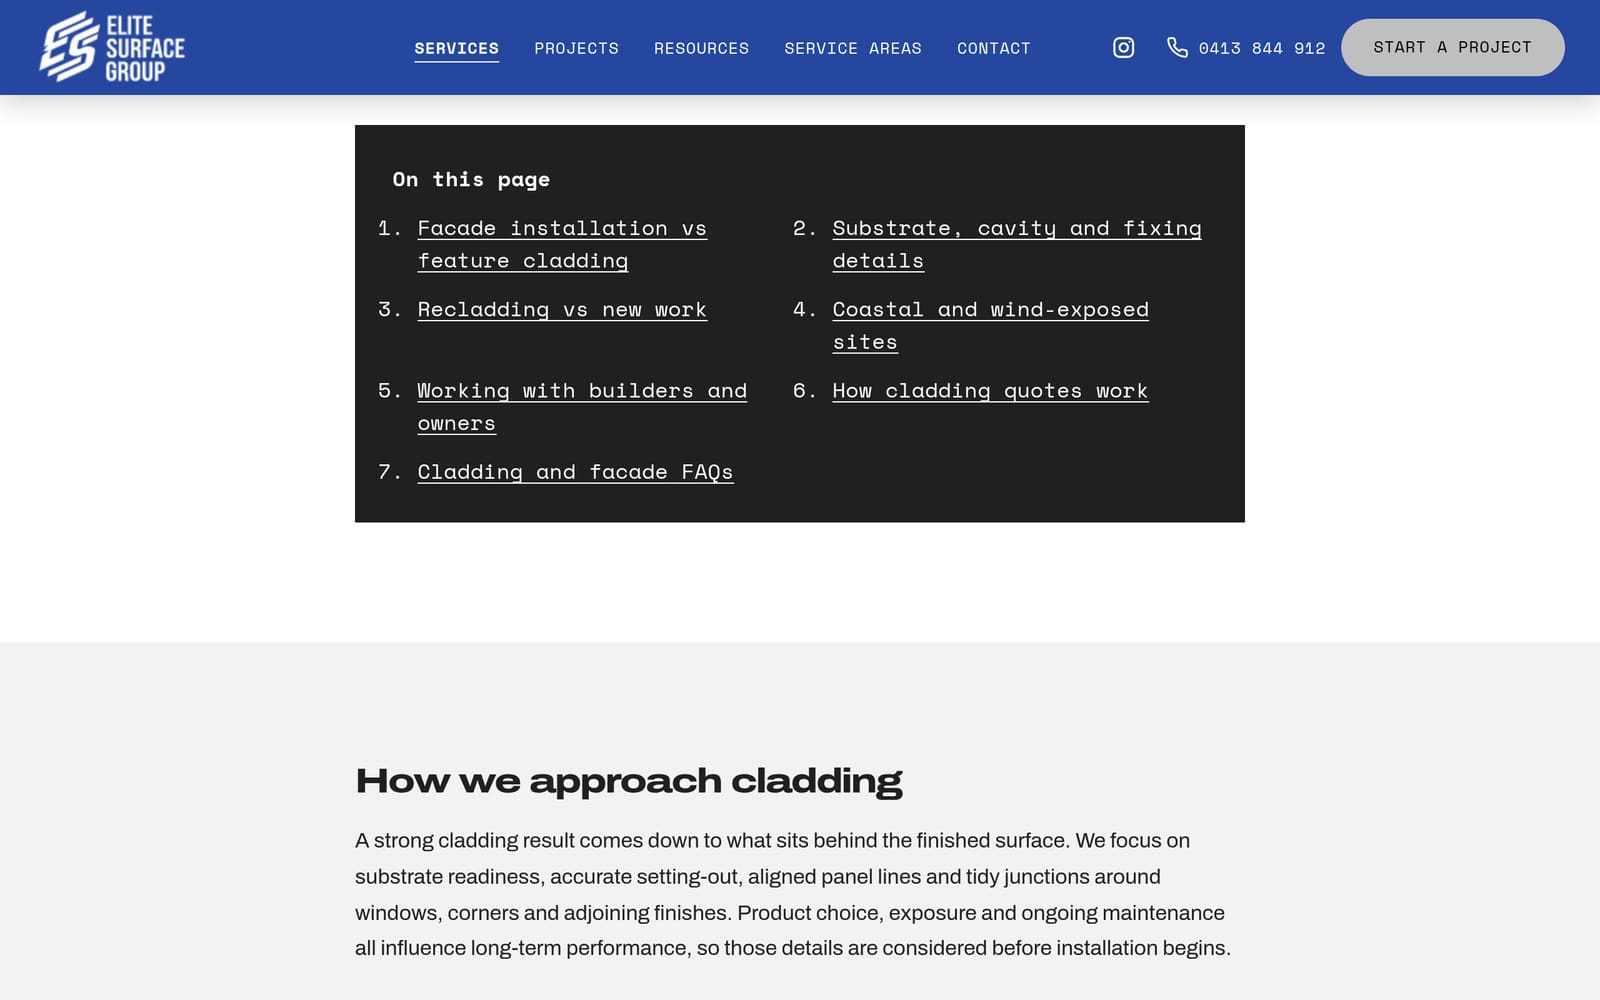 ELITE
SURFACE
GROUP
SERVICES PROJECTS RESOURCES SERVICE AREAS CONTACT 0413 844 912 START A PROJECT
On this page
1. Facade installation vs
feature cladding
2. Substrate, cavity and fixing
details
3. Recladding vs new work
4. Coastal and wind-exposed
sites
5. Working with builders and
owners
6. How cladding quotes work
7. Cladding and facade FAQs
How we approach cladding
A strong cladding result comes down to what sits behind the finished surface. We focus on
substrate readiness, accurate setting-out, aligned panel lines and tidy junctions around
windows, corners and adjoining finishes. Product choice, exposure and ongoing maintenance
all influence long-term performance, so those details are considered before installation begins.